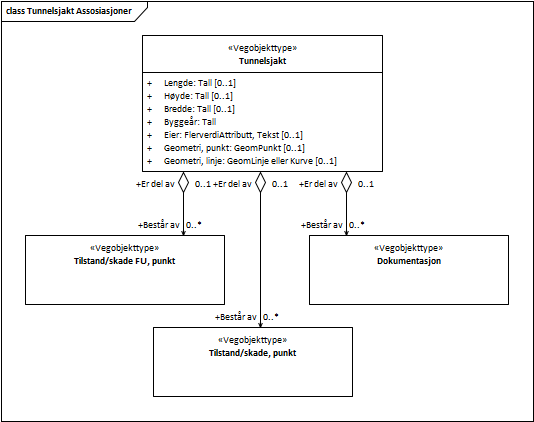 class Tunnelsjakt Assosiasjoner
«Vegobjekttype»
Tunnelsjakt
+ Lengde: Tall [0..1]
+ Høyde: Tall [0..1]
+ Bredde: Tall [0..1]
+ Byggeår: Tall
+ Eier: FlerverdiAttributt, Tekst [0..1]
+ Geometri, punkt: GeomPunkt [0..1]
+ Geometri, linje: GeomLinje eller Kurve [0..1]
+Er del av 0..1 +Er del av 0..1 +Er del av 0..1
+Består av 0..* +Består av 0..*
«Vegobjekttype»
Tilstand/skade FU, punkt
«Vegobjekttype»
Dokumentasjon
+Består av 0..*
«Vegobjekttype»
Tilstand/skade, punkt